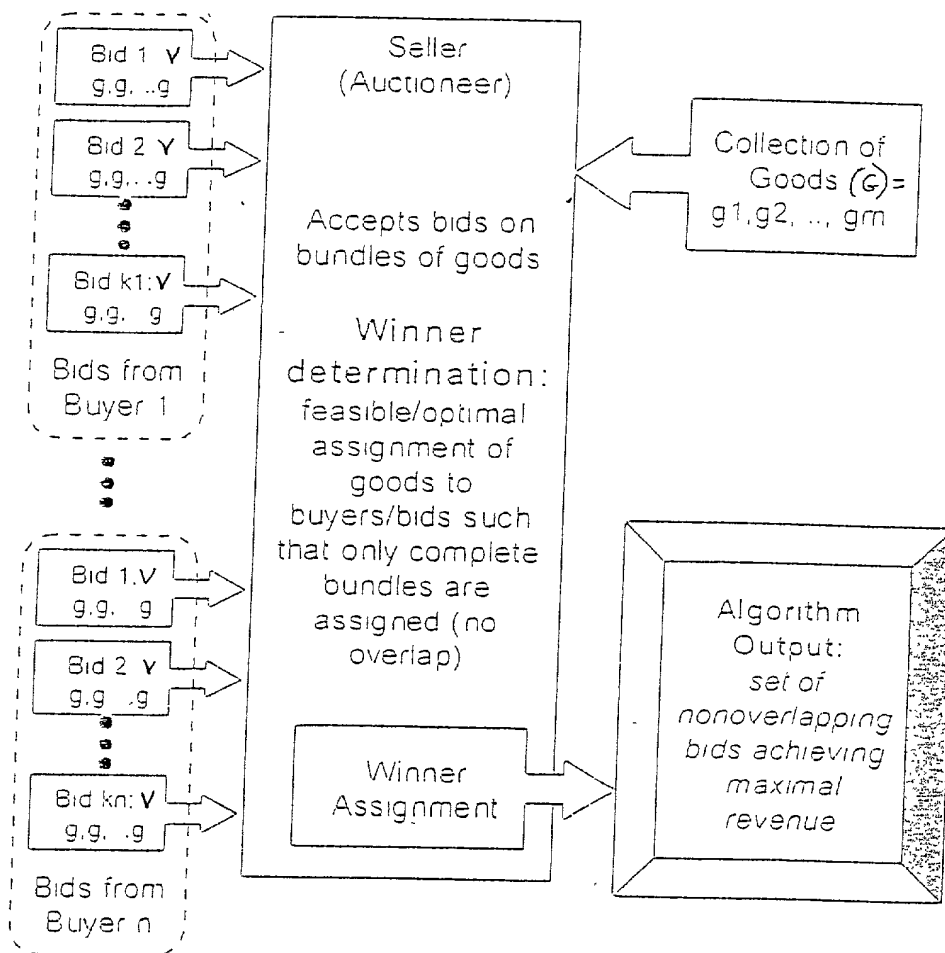 Bid 1 v
g,g, ..g
Bid 2 v
g,g, ..g
Bid k1: v
g,g, g
Bids from
Buyer 1
Bid 1. v
g,g, g
Bid 2 v
g,g .g
Bid kn: v
g,g, .g
Bids from
Buyer n
Seller
(Auctioneer)
Accepts bids on
bundles of goods
Winner
determination:
feasible/optimal
assignment of
goods to
buyers/bids such
that only complete
bundles are
assigned (no
overlap)
Winner
Assignment
Collection of
Goods (G)=
g1,g2, .., gm
Algorithm
Output:
set of
nonoverlapping
bids achieving
maximal
revenue